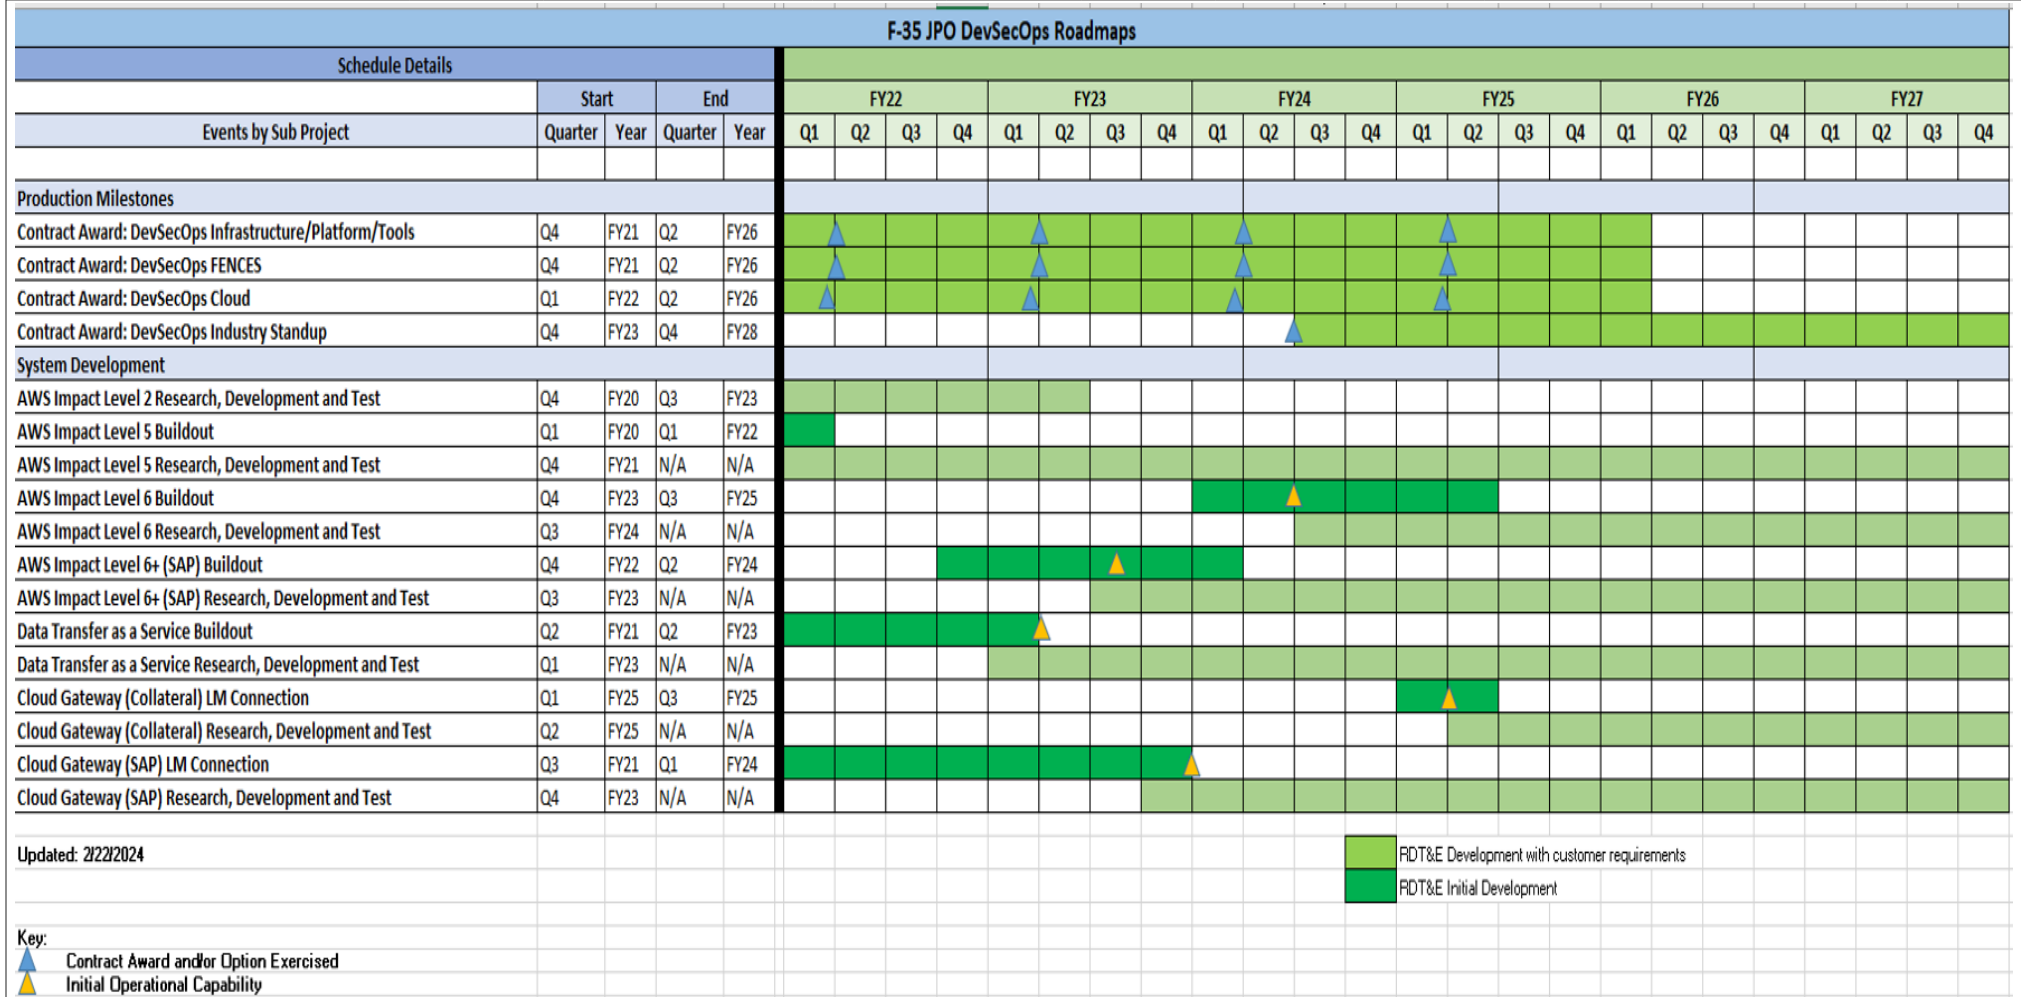 F-35 JPO DevSecOps Roadmaps
Schedule Details
Start End FY22 FY23 FY24 FY25 FY26 FY27
Events by Sub Project Quarter Year Quarter Year Q1 Q2 Q3 Q4 Q1 Q2 Q3 Q4 Q1 Q2 Q3 Q4 Q1 Q2 Q3 Q4 Q1 Q2 Q3 Q4 Q1 Q2 Q3 Q4
Production Milestones
Contract Award: DevSecOps Infrastructure/Platform/Tools Q4 FY21 Q2 FY26
Contract Award: DevSecOps FENCES Q4 FY21 Q2 FY26
Contract Award: DevSecOps Cloud Q1 FY22 Q2 FY26
Contract Award: DevSecOps Industry Standup Q4 FY23 Q4 FY28
System Development
AWS Impact Level 2 Research, Development and Test Q4 FY20 Q3 FY23
AWS Impact Level 5 Buildout Q1 FY20 Q1 FY22
AWS Impact Level 5 Research, Development and Test Q4 FY21 N/A N/A
AWS Impact Level 6 Buildout Q4 FY23 Q3 FY25
AWS Impact Level 6 Research, Development and Test Q3 FY24 N/A N/A
AWS Impact Level 6+ (SAP) Buildout Q4 FY22 Q2 FY24
AWS Impact Level 6+ (SAP) Research, Development and Test Q3 FY23 N/A N/A
Data Transfer as a Service Buildout Q2 FY21 Q2 FY23
Data Transfer as a Service Research, Development and Test Q1 FY23 N/A N/A
Cloud Gateway (Collateral) LM Connection Q1 FY25 Q3 FY25
Cloud Gateway (Collateral) Research, Development and Test Q2 FY25 N/A N/A
Cloud Gateway (SAP) LM Connection Q3 FY21 Q1 FY24
Cloud Gateway (SAP) Research, Development and Test Q4 FY23 N/A N/A
Updated: 2/22/2024 RDT&E Development with customer requirements
RDT&E Initial Development
Key:
Contract Award and/or Option Exercised
Initial Operational Capability